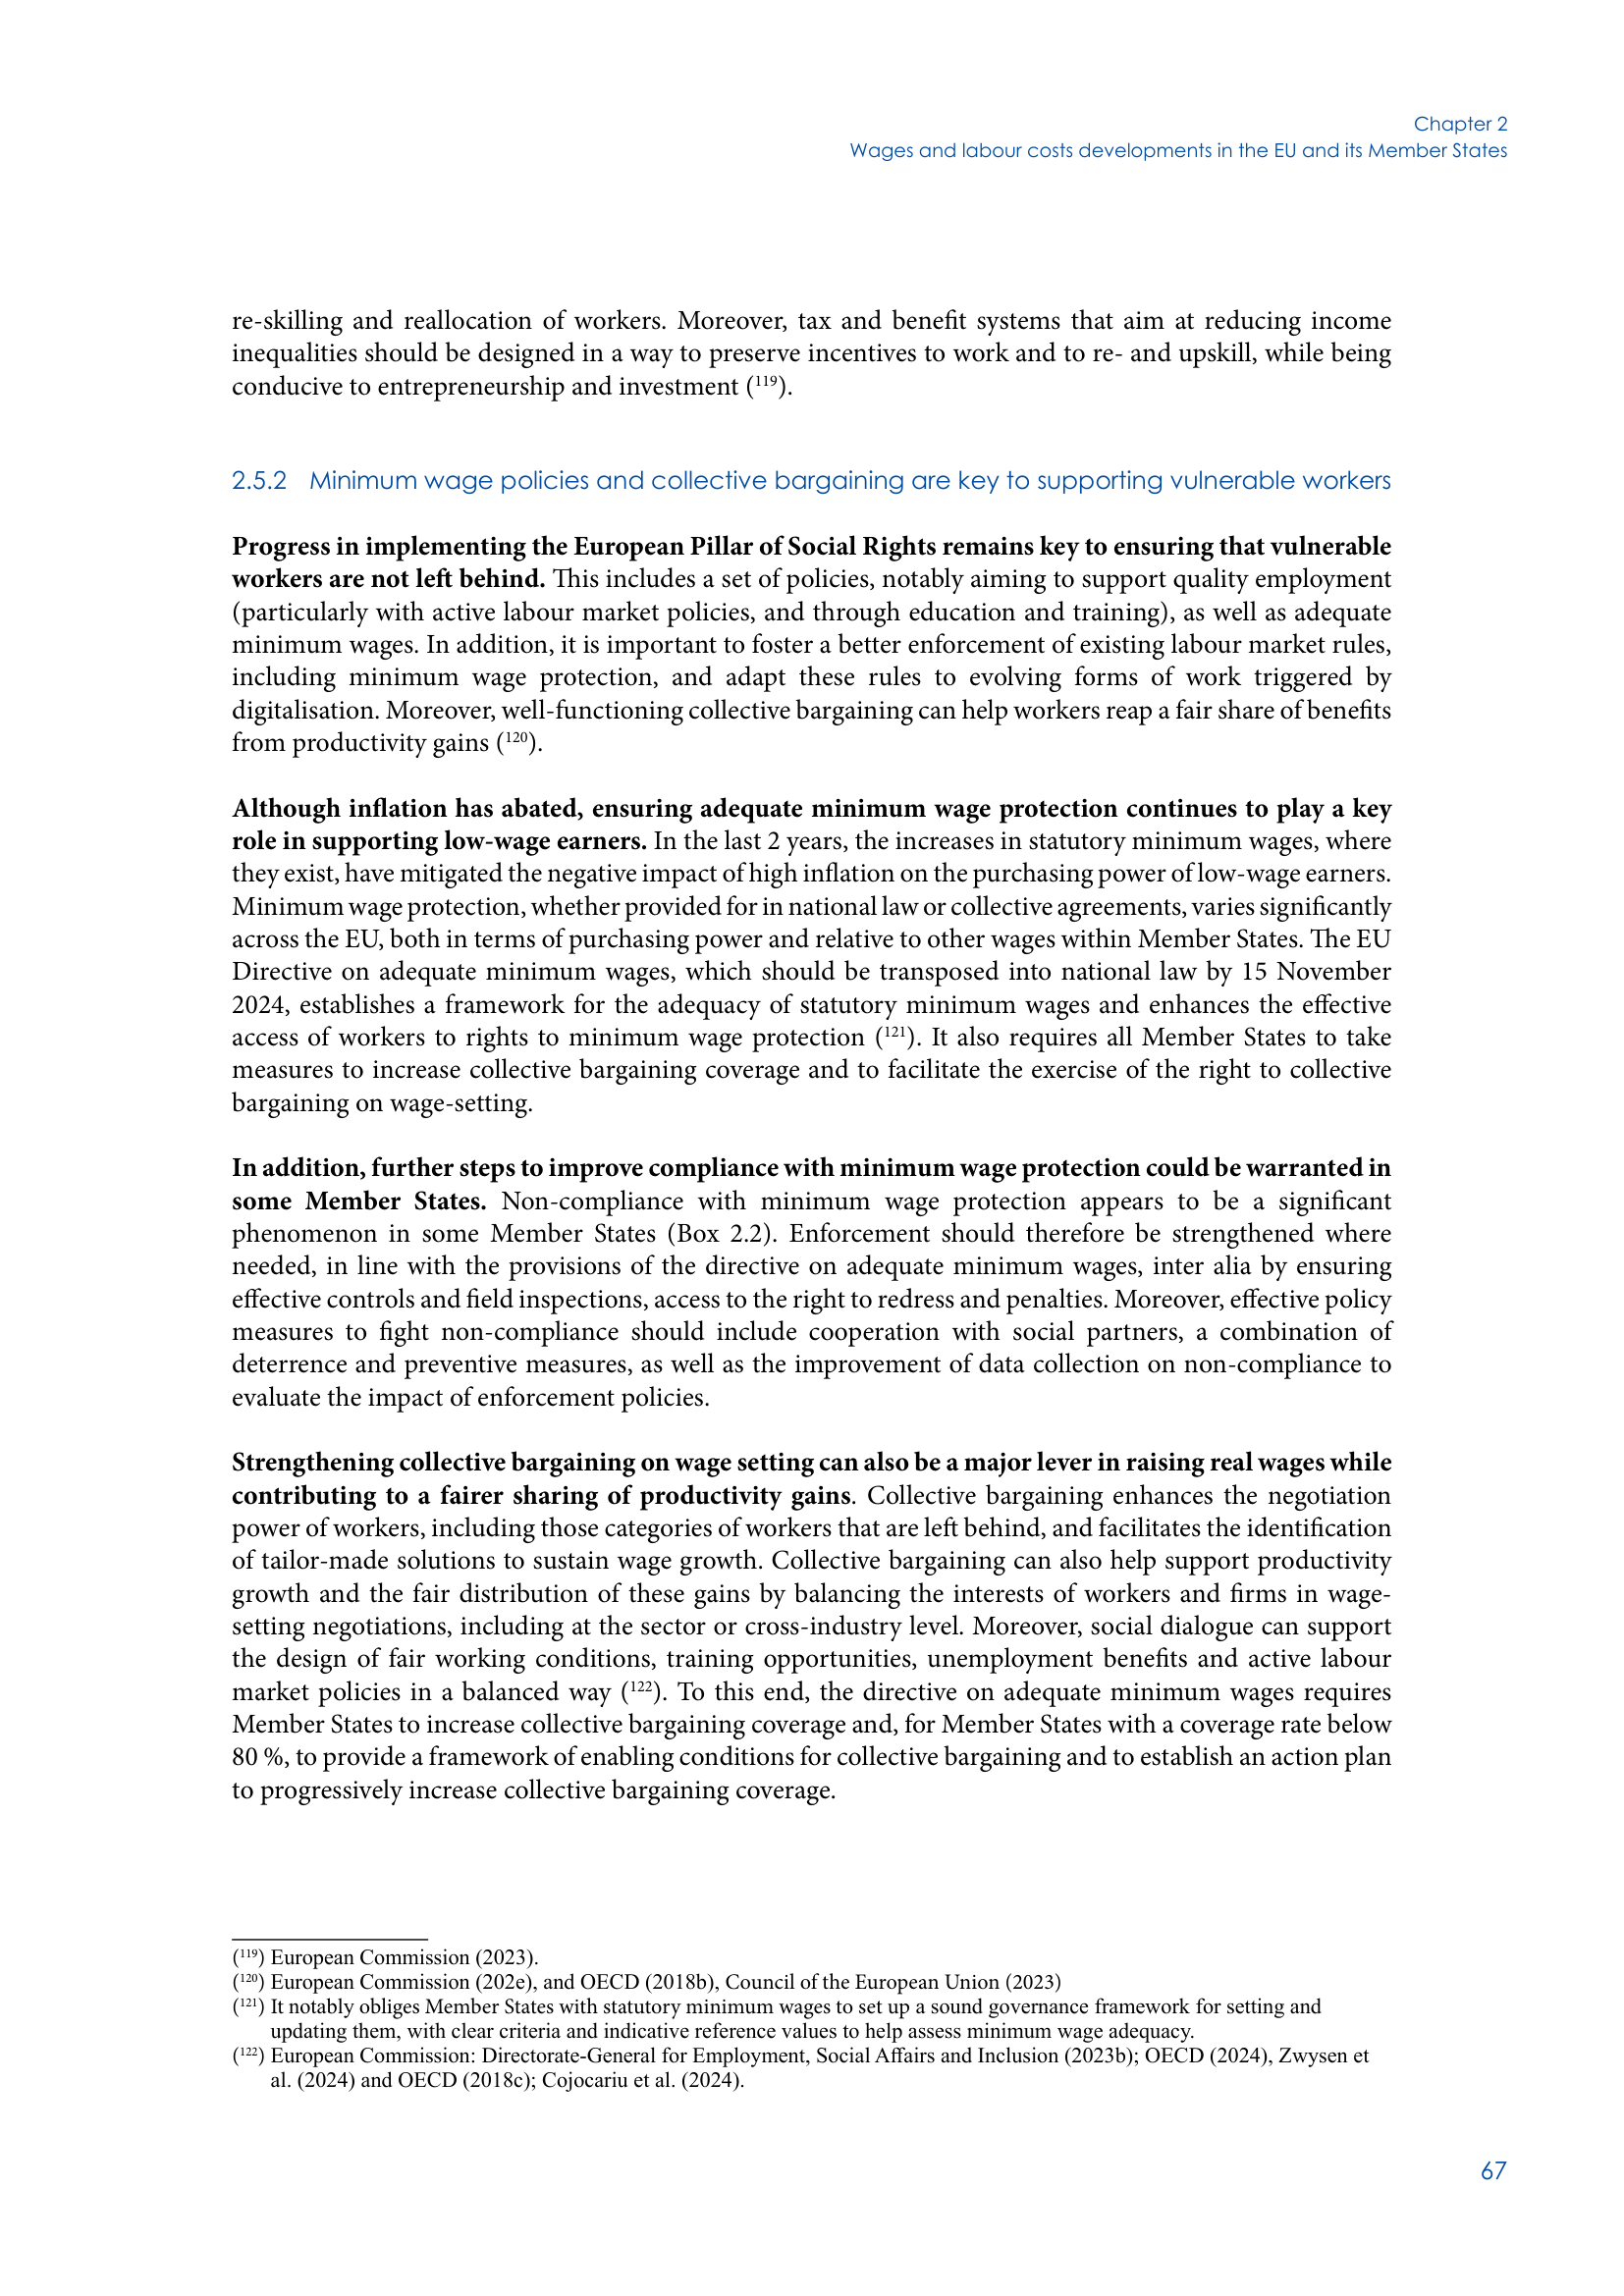 Chapter 2
Wages and labour costs developments in the EU and its Member States
re-skilling and reallocation of workers. Moreover, tax and benefit systems that aim at reducing income
inequalities should be designed in a way to preserve incentives to work and to re- and upskill, while being
conducive to entrepreneurship and investment (¹¹⁹).
2.5.2 Minimum wage policies and collective bargaining are key to supporting vulnerable workers
Progress in implementing the European Pillar of Social Rights remains key to ensuring that vulnerable
workers are not left behind. This includes a set of policies, notably aiming to support quality employment
(particularly with active labour market policies, and through education and training), as well as adequate
minimum wages. In addition, it is important to foster a better enforcement of existing labour market rules,
including minimum wage protection, and adapt these rules to evolving forms of work triggered by
digitalisation. Moreover, well-functioning collective bargaining can help workers reap a fair share of benefits
from productivity gains (¹²⁰).
Although inflation has abated, ensuring adequate minimum wage protection continues to play a key
role in supporting low-wage earners. In the last 2 years, the increases in statutory minimum wages, where
they exist, have mitigated the negative impact of high inflation on the purchasing power of low-wage earners.
Minimum wage protection, whether provided for in national law or collective agreements, varies significantly
across the EU, both in terms of purchasing power and relative to other wages within Member States. The EU
Directive on adequate minimum wages, which should be transposed into national law by 15 November
2024, establishes a framework for the adequacy of statutory minimum wages and enhances the effective
access of workers to rights to minimum wage protection (¹²¹). It also requires all Member States to take
measures to increase collective bargaining coverage and to facilitate the exercise of the right to collective
bargaining on wage-setting.
In addition, further steps to improve compliance with minimum wage protection could be warranted in
some Member States. Non-compliance with minimum wage protection appears to be a significant
phenomenon in some Member States (Box 2.2). Enforcement should therefore be strengthened where
needed, in line with the provisions of the directive on adequate minimum wages, inter alia by ensuring
effective controls and field inspections, access to the right to redress and penalties. Moreover, effective policy
measures to fight non-compliance should include cooperation with social partners, a combination of
deterrence and preventive measures, as well as the improvement of data collection on non-compliance to
evaluate the impact of enforcement policies.
Strengthening collective bargaining on wage setting can also be a major lever in raising real wages while
contributing to a fairer sharing of productivity gains. Collective bargaining enhances the negotiation
power of workers, including those categories of workers that are left behind, and facilitates the identification
of tailor-made solutions to sustain wage growth. Collective bargaining can also help support productivity
growth and the fair distribution of these gains by balancing the interests of workers and firms in wage-
setting negotiations, including at the sector or cross-industry level. Moreover, social dialogue can support
the design of fair working conditions, training opportunities, unemployment benefits and active labour
market policies in a balanced way (¹²²). To this end, the directive on adequate minimum wages requires
Member States to increase collective bargaining coverage and, for Member States with a coverage rate below
80 %, to provide a framework of enabling conditions for collective bargaining and to establish an action plan
to progressively increase collective bargaining coverage.
(¹¹⁹) European Commission (2023).
(¹²⁰) European Commission (202e), and OECD (2018b), Council of the European Union (2023)
(¹²¹) It notably obliges Member States with statutory minimum wages to set up a sound governance framework for setting and
updating them, with clear criteria and indicative reference values to help assess minimum wage adequacy.
(¹²²) European Commission: Directorate-General for Employment, Social Affairs and Inclusion (2023b); OECD (2024), Zwysen et
al. (2024) and OECD (2018c); Cojocariu et al. (2024).
67